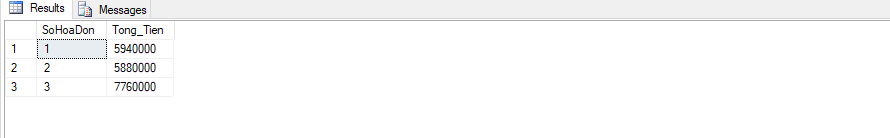 Results Messages
SoHoaDon Tong_Tien
1 1 5940000
2 2 5880000
3 3 7760000